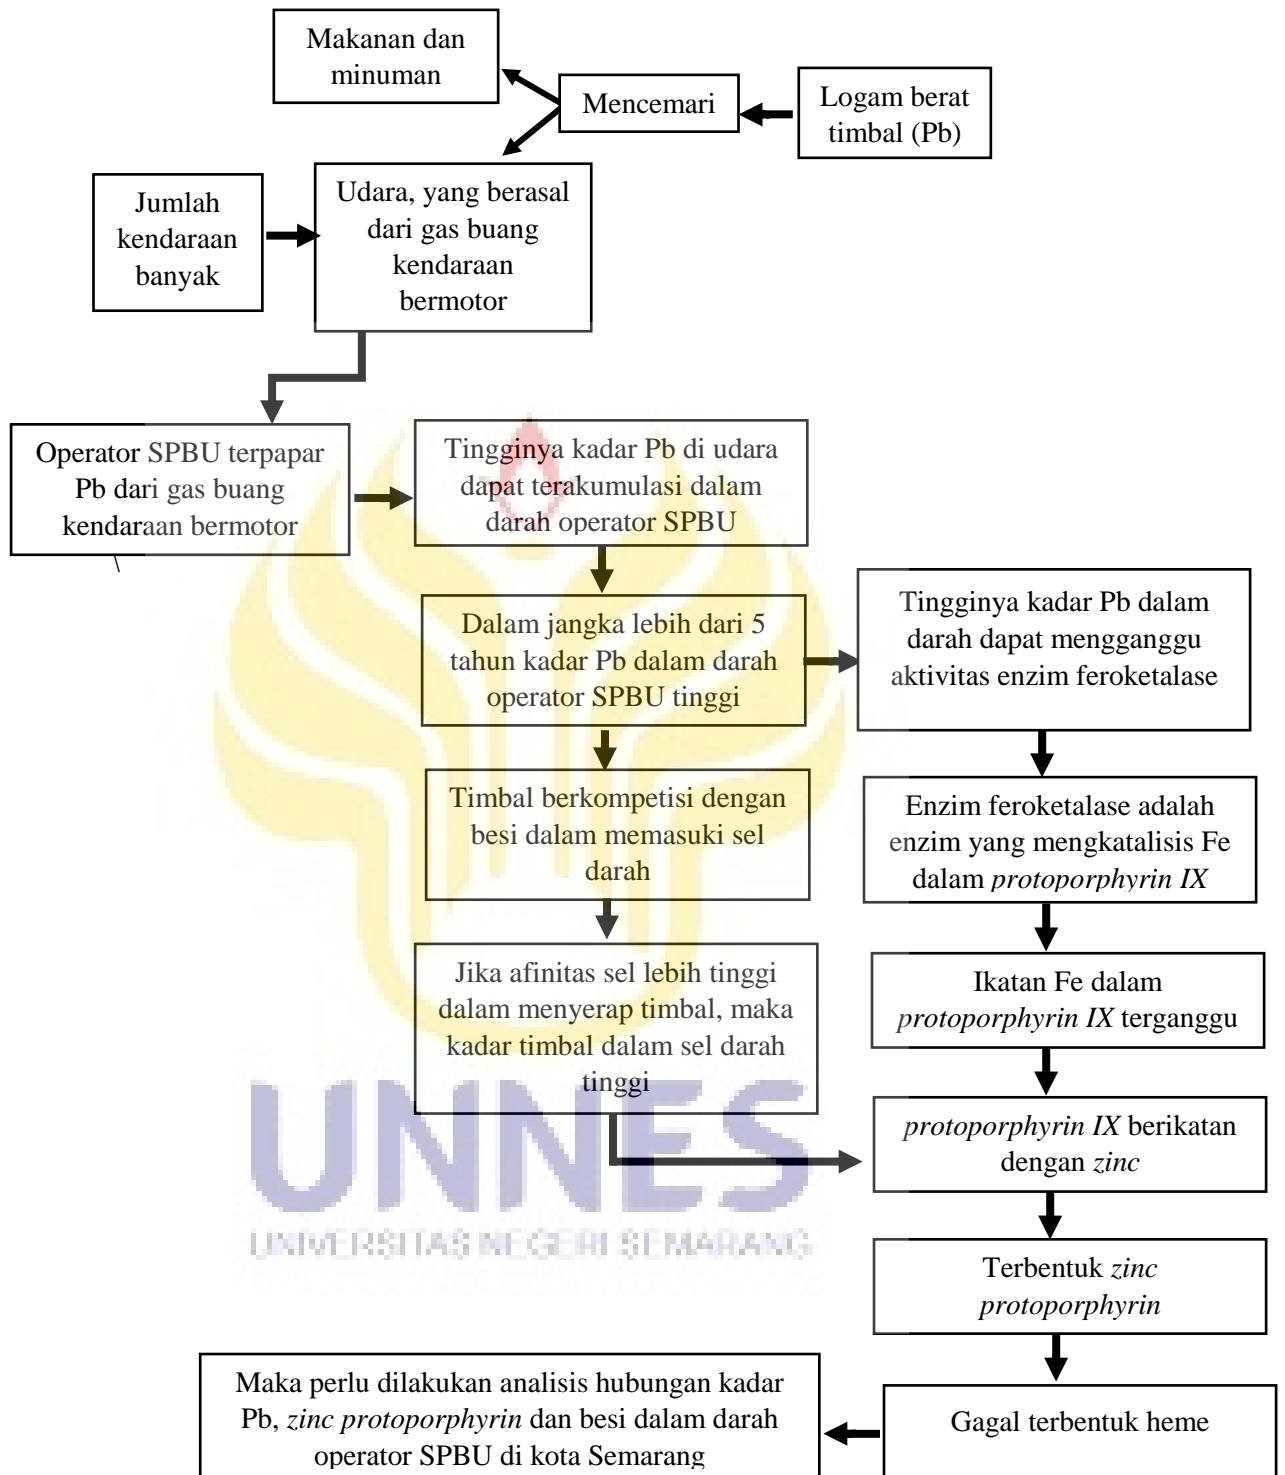 Makanan dan
minuman
Mencemari
Logam berat
timbal (Pb)
Jumlah
kendaraan
banyak
Udara, yang berasal
dari gas buang
kendaraan
bermotor
Operator SPBU terpapar
Pb dari gas buang
kendaraan bermotor
Tingginya kadar Pb di udara
dapat terakumulasi dalam
darah operator SPBU
Dalam jangka lebih dari 5
tahun kadar Pb dalam darah
operator SPBU tinggi
Tingginya kadar Pb dalam
darah dapat mengganggu
aktivitas enzim feroketalase
Timbal berkompetisi dengan
besi dalam memasuki sel
darah
Enzim feroketalase adalah
enzim yang mengkatalisis Fe
dalam protoporphyrin IX
Jika afinitas sel lebih tinggi
dalam menyerap timbal, maka
kadar timbal dalam sel darah
tinggi
Ikatan Fe dalam
protoporphyrin IX terganggu
protoporphyrin IX berikatan
dengan zinc
UNNES
UNIVERSITAS NEGERI SEMARANG
Terbentuk zinc
protoporphyrin
Maka perlu dilakukan analisis hubungan kadar
Pb, zinc protoporphyrin dan besi dalam darah
operator SPBU di kota Semarang
Gagal terbentuk heme